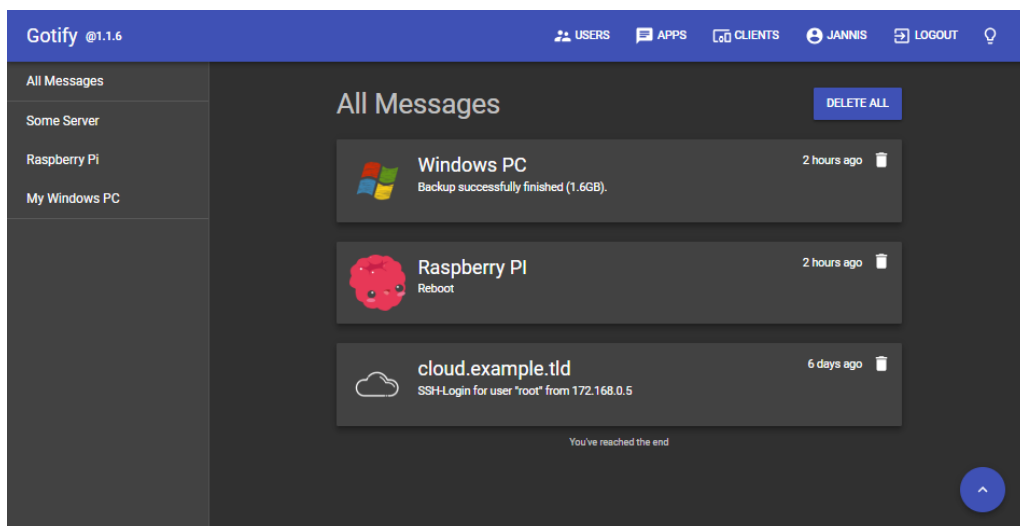 Gotify @1.1.6
USERS APPS CLIENTS JANNIS LOGOUT
All Messages
Some Server
Raspberry Pi
My Windows PC
All Messages
DELETE ALL
Windows PC
2 hours ago
Backup successfully finished (1.6GB).
Raspberry PI
2 hours ago
Reboot
cloud.example.tld
6 days ago
SSH-Login for user "root" from 172.168.0.5
You've reached the end